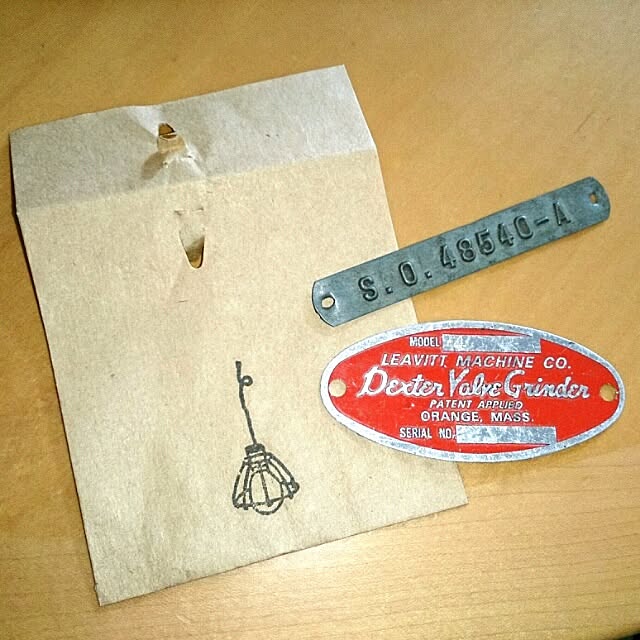 S.O. 48540-A
MODEL
LEAVITT MACHINE CO.
Dexter Valve Grinder
PATENT APPLIED
ORANGE, MASS.
SERIAL NO.